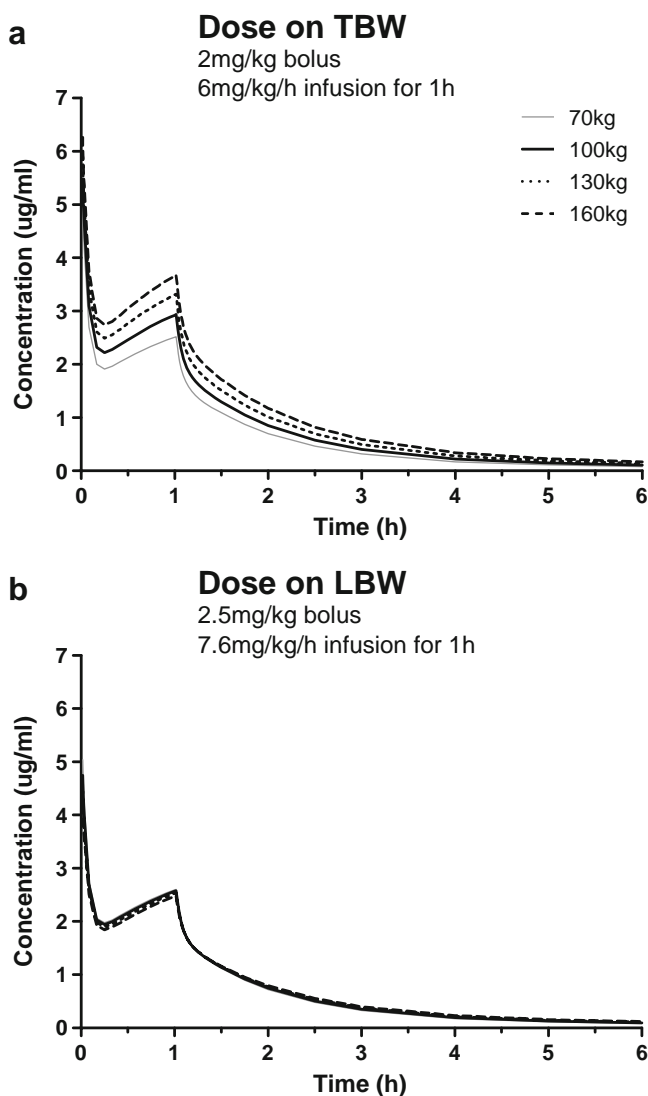 a
Dose on TBW
2mg/kg bolus
6mg/kg/h infusion for 1h
7
6
5
4
3
2
1
0
Concentration (ug/ml)
70kg
100kg
130kg
160kg
0 1 2 3 4 5 6
Time (h)
b
Dose on LBW
2.5mg/kg bolus
7.6mg/kg/h infusion for 1h
7
6
5
4
3
2
1
0
Concentration (ug/ml)
0 1 2 3 4 5 6
Time (h)